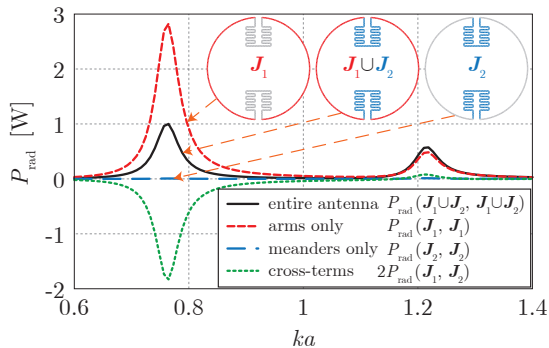 3
2
1
0
-1
-2
P_rad [W]
J_1
J_1∪J_2
J_2
entire antenna P_rad(J_1∪J_2, J_1∪J_2)
arms only P_rad(J_1, J_1)
meanders only P_rad(J_2, J_2)
cross-terms 2P_rad(J_1, J_2)
0.6 0.8 1 1.2 1.4
ka